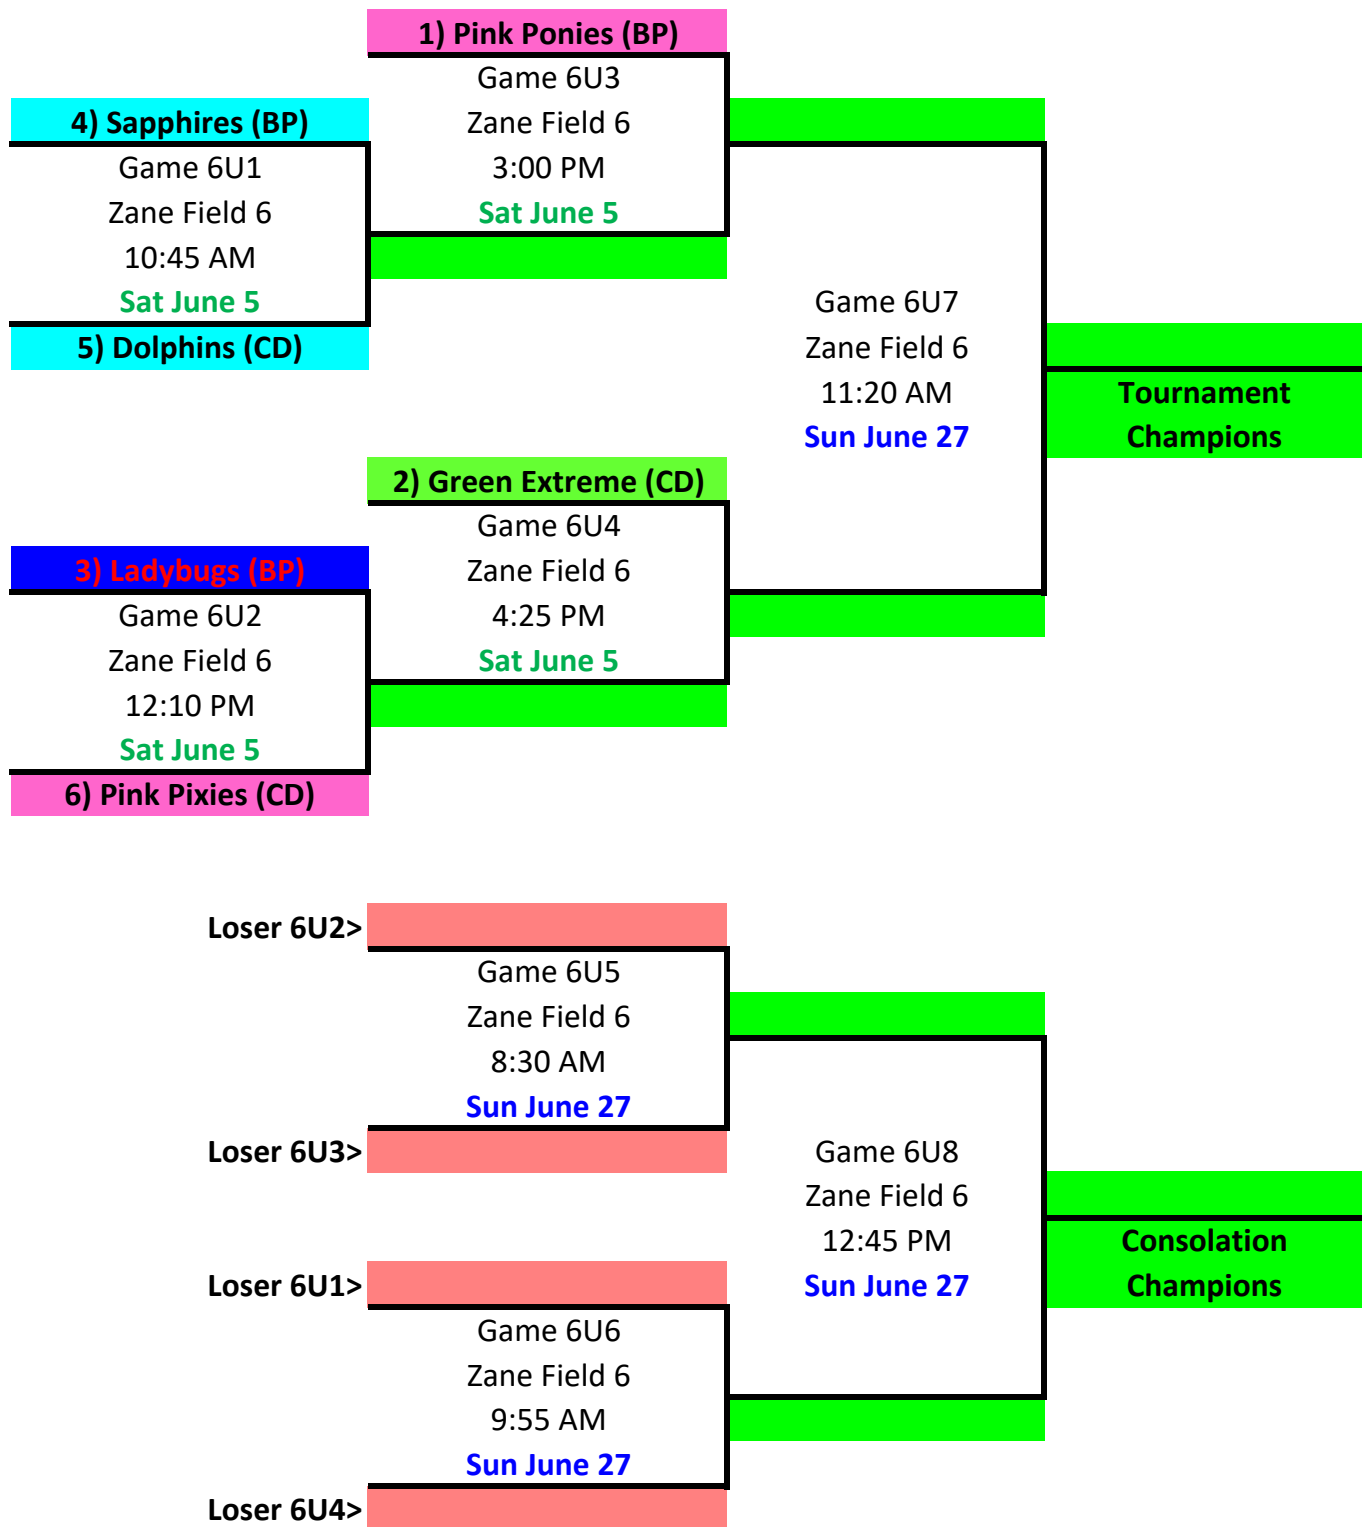 1) Pink Ponies (BP)
Game 6U3
Zane Field 6
3:00 PM
Sat June 5
4) Sapphires (BP)
Game 6U1
Zane Field 6
10:45 AM
Sat June 5
5) Dolphins (CD)
Game 6U7
Zane Field 6
11:20 AM
Sun June 27
Tournament
Champions
2) Green Extreme (CD)
Game 6U4
Zane Field 6
4:25 PM
Sat June 5
3) Ladybugs (BP)
Game 6U2
Zane Field 6
12:10 PM
Sat June 5
6) Pink Pixies (CD)
Loser 6U2>
Game 6U5
Zane Field 6
8:30 AM
Sun June 27
Loser 6U3>
Game 6U8
Zane Field 6
12:45 PM
Sun June 27
Consolation
Champions
Loser 6U1>
Game 6U6
Zane Field 6
9:55 AM
Sun June 27
Loser 6U4>